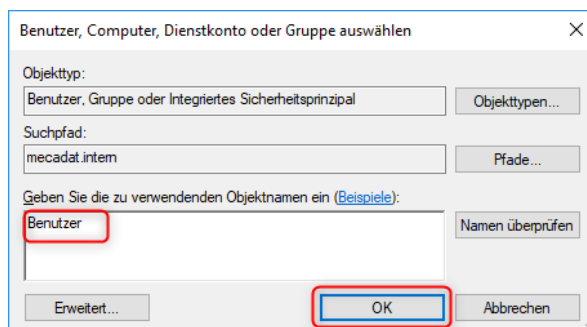 Benutzer, Computer, Dienstkonto oder Gruppe auswählen
Objekttyp:
Benutzer, Gruppe oder Integriertes Sicherheitsprinzipal
Objekttypen...
Suchpfad:
mecadat.intern
Pfade...
Geben Sie die zu verwendenden Objektnamen ein (Beispiele):
Benutzer
Namen überprüfen
Erweitert...
OK
Abbrechen